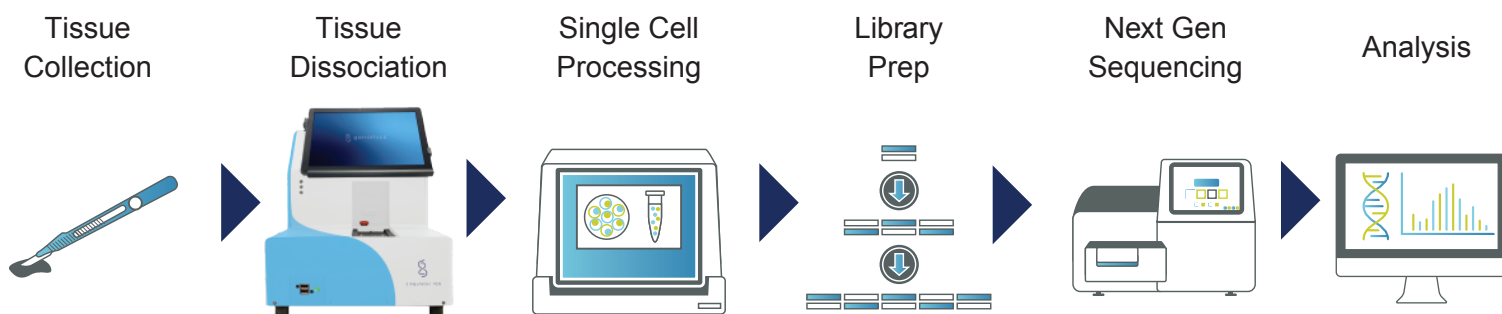 Tissue
Collection
Tissue
Dissociation
Single Cell
Processing
Library
Prep
Next Gen
Sequencing
Analysis